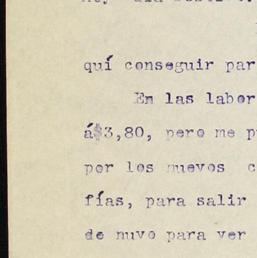 quí conseguir par
En las labor
á$3,80, pero me p
por los nuevos c
fías, para salir
de nuvo para ver